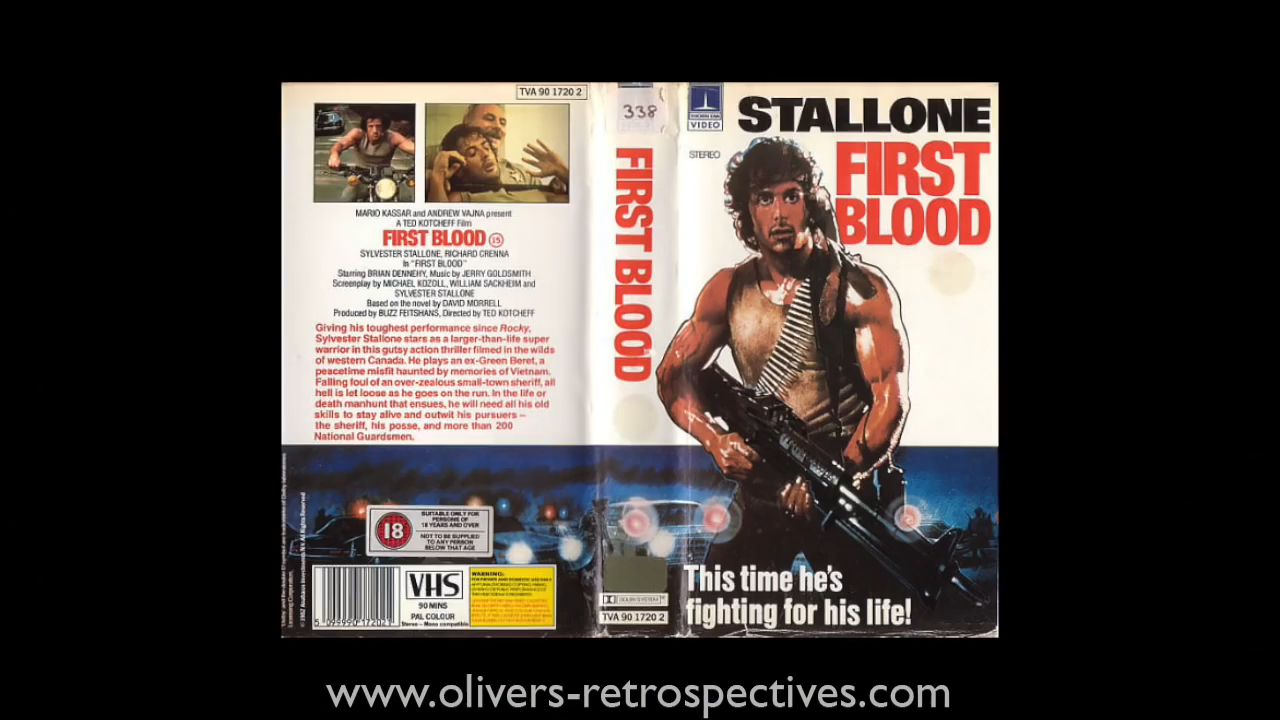 TVA 90 1720 2
MARIO KASSAR and ANDREW VAJNA present
A TED KOTCHEFF Film
FIRST BLOOD 15
SYLVESTER STALLONE, RICHARD CRENNA
in "FIRST BLOOD"
Starring BRIAN DENNEHY, Music by JERRY GOLDSMITH
Screenplay by MICHAEL KOZOLL, WILLIAM SACKHEIM and
SYLVESTER STALLONE
Based on the novel by DAVID MORRELL
Produced by BUZZ FEITSHANS, Directed by TED KOTCHEFF
Giving his toughest performance since Rocky,
Sylvester Stallone stars as a larger-than-life super
warrior in this gutsy action thriller filmed in the wilds
of western Canada. He plays an ex-Green Beret, a
peacetime misfit haunted by memories of Vietnam.
Falling foul of an over-zealous small-town sheriff, all
hell is let loose as he goes on the run. In the life or
death manhunt that ensues, he will need all his old
skills to stay alive and outwit his pursuers –
the sheriff, his posse, and more than 200
National Guardsmen.
18
SUITABLE ONLY FOR
PERSONS OF
18 YEARS AND OVER
NOT TO BE SUPPLIED
TO ANY PERSON
BELOW THAT AGE
VHS
90 MINS
PAL COLOUR
Stereo – Mono compatible
WARNING:
5 099990 172021
338
FIRST BLOOD
DOLBY SYSTEM
TVA 90 1720 2
VIDEO
STEREO
STALLONE
FIRST
BLOOD
This time he's
fighting for his life!
www.olivers-retrospectives.com